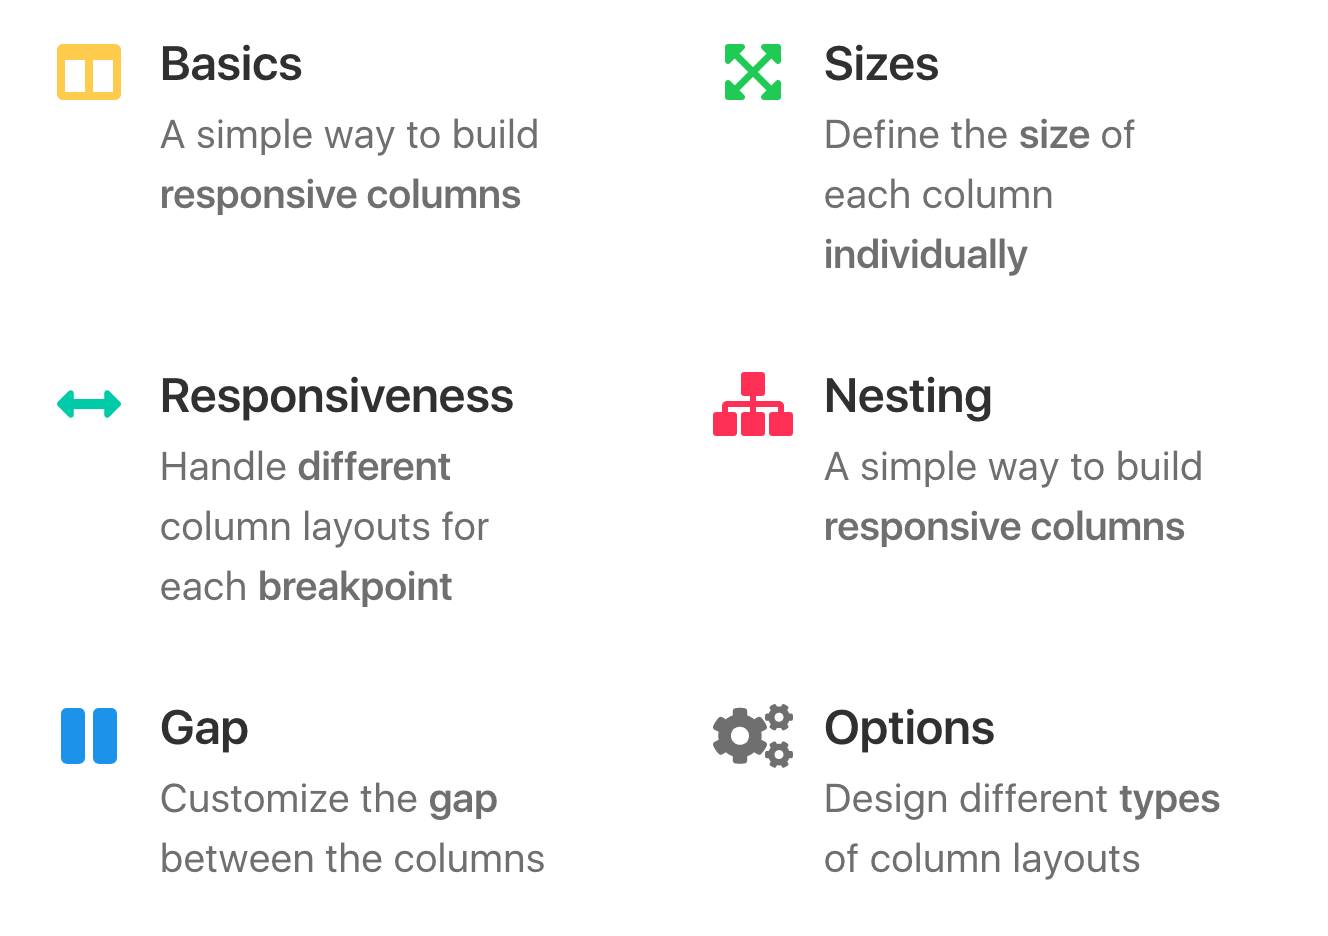 Basics
A simple way to build
responsive columns
Sizes
Define the size of
each column
individually
Responsiveness
Handle different
column layouts for
each breakpoint
Nesting
A simple way to build
responsive columns
Gap
Customize the gap
between the columns
Options
Design different types
of column layouts